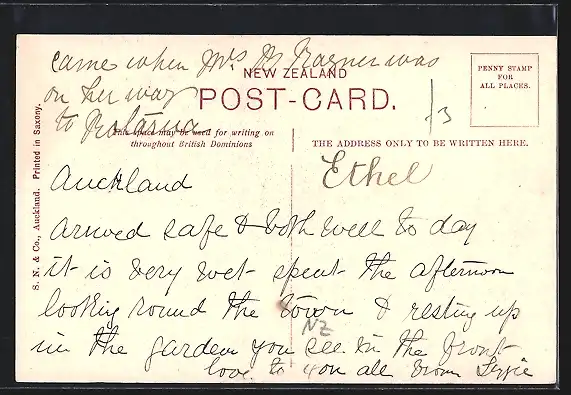 came when Mrs B Wagner was
on her way
to Rotorua
NEW ZEALAND
POST-CARD.
PENNY STAMP
FOR
ALL PLACES.
/3
This space may be used for writing on
throughout British Dominions
THE ADDRESS ONLY TO BE WRITTEN HERE.
S. N. & Co., Auckland. Printed in Saxony.
Ethel
Auckland
arrived safe & both well to day
it is very wet spent the afternoon
looking round the town & resting up
NZ
in the garden you see in the front
love to you all from Lizzie